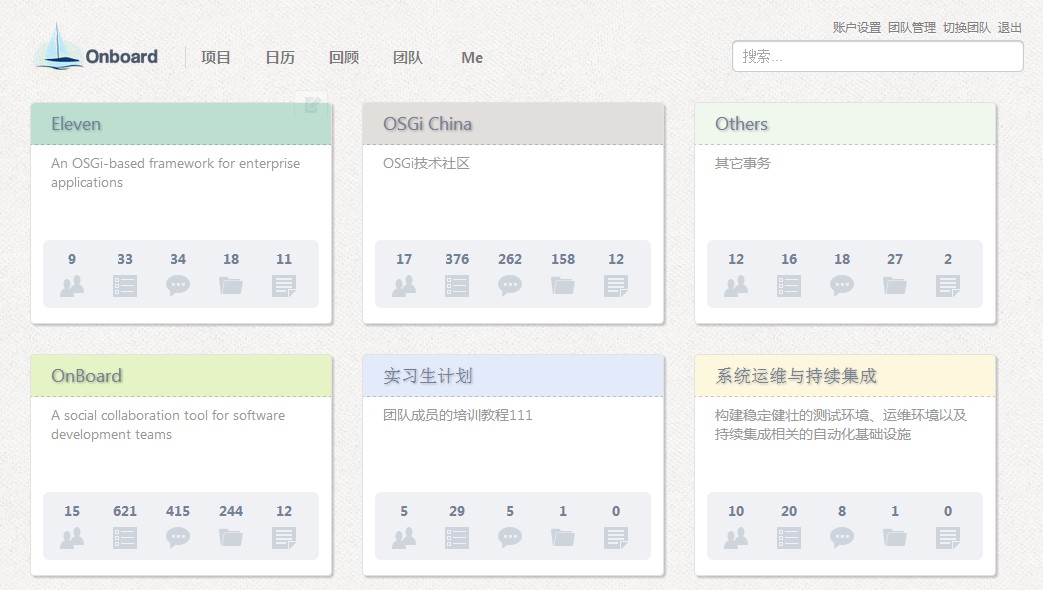 账户设置 团队管理 切换团队 退出
Onboard 项目 日历 回顾 团队 Me
搜索...
Eleven
An OSGi-based framework for enterprise
applications
9 33 34 18 11
OSGi China
OSGi技术社区
17 376 262 158 12
Others
其它事务
12 16 18 27 2
OnBoard
A social collaboration tool for software
development teams
15 621 415 244 12
实习生计划
团队成员的培训教程111
5 29 5 1 0
系统运维与持续集成
构建稳定健壮的测试环境、运维环境以及
持续集成相关的自动化基础设施
10 20 8 1 0